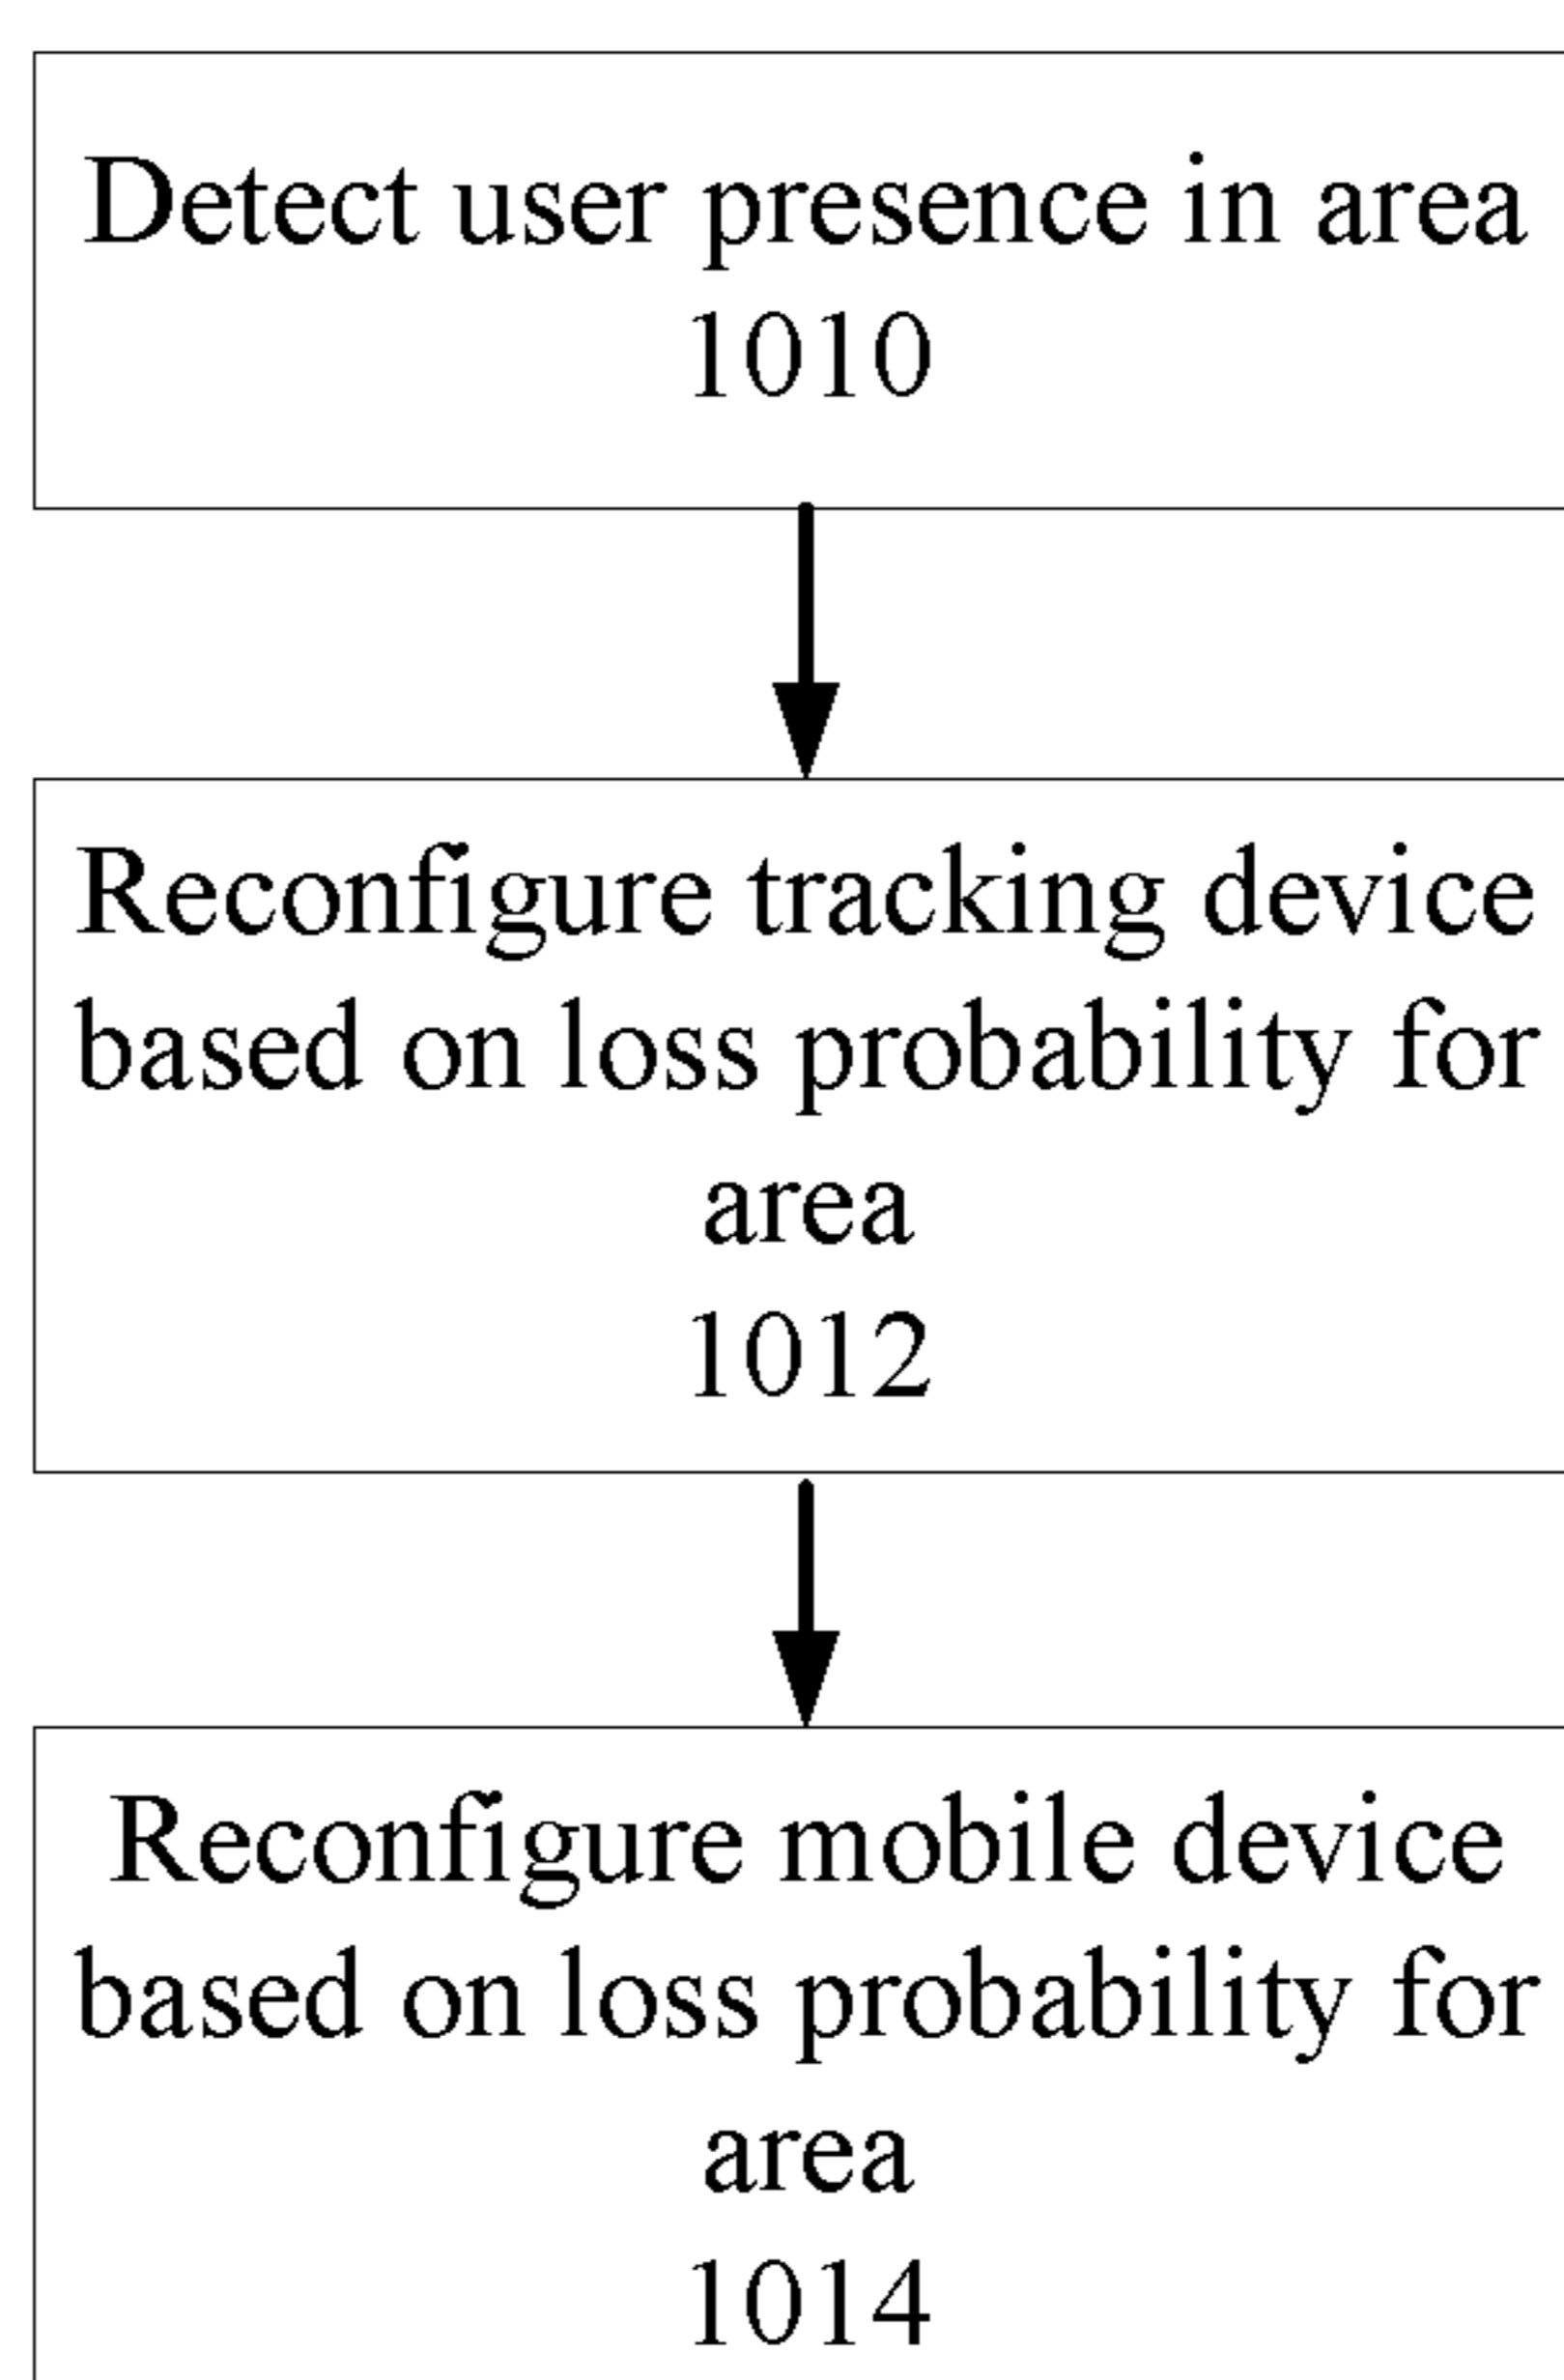 Detect user presence in area
1010
Reconfigure tracking device
based on loss probability for
area
1012
Reconfigure mobile device
based on loss probability for
area
1014